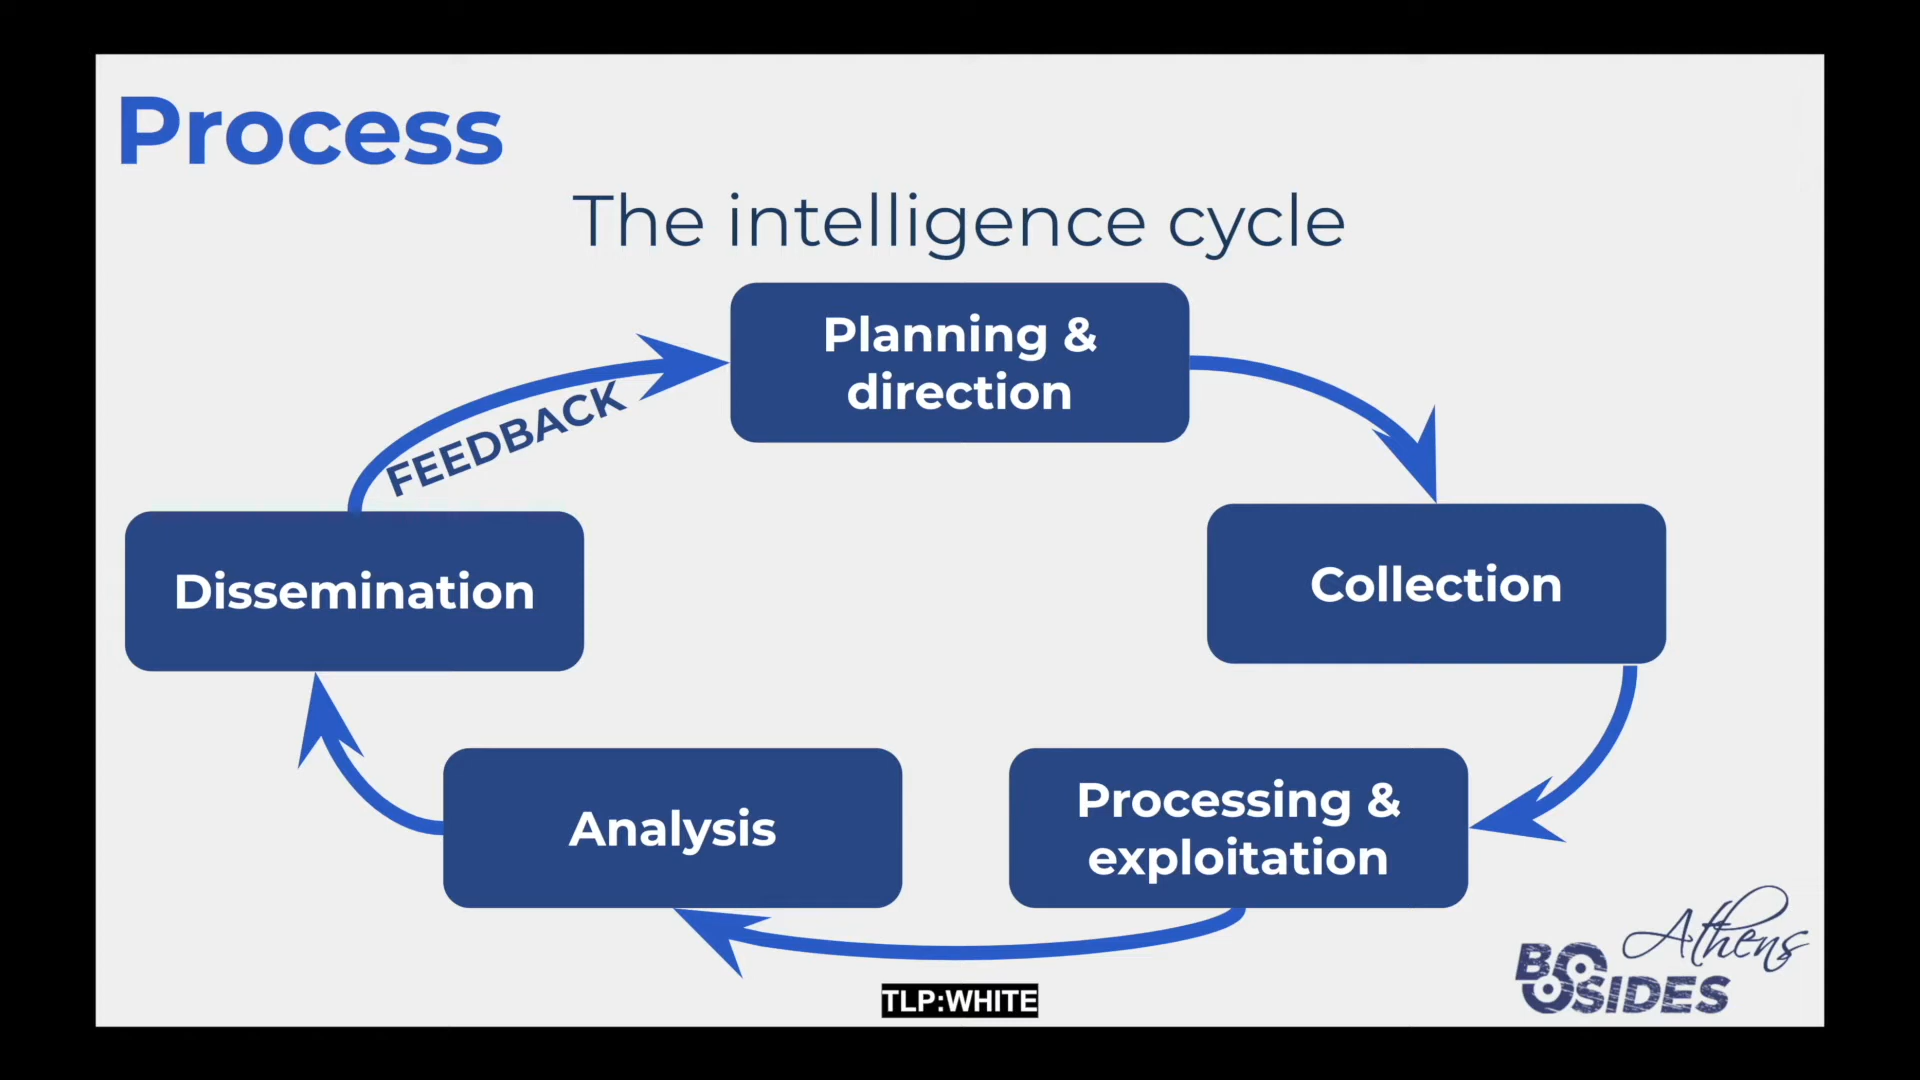 Process
The intelligence cycle
Planning &
direction
FEEDBACK
Dissemination
Collection
Analysis
Processing &
exploitation
Athens
BSIDES
TLP:WHITE